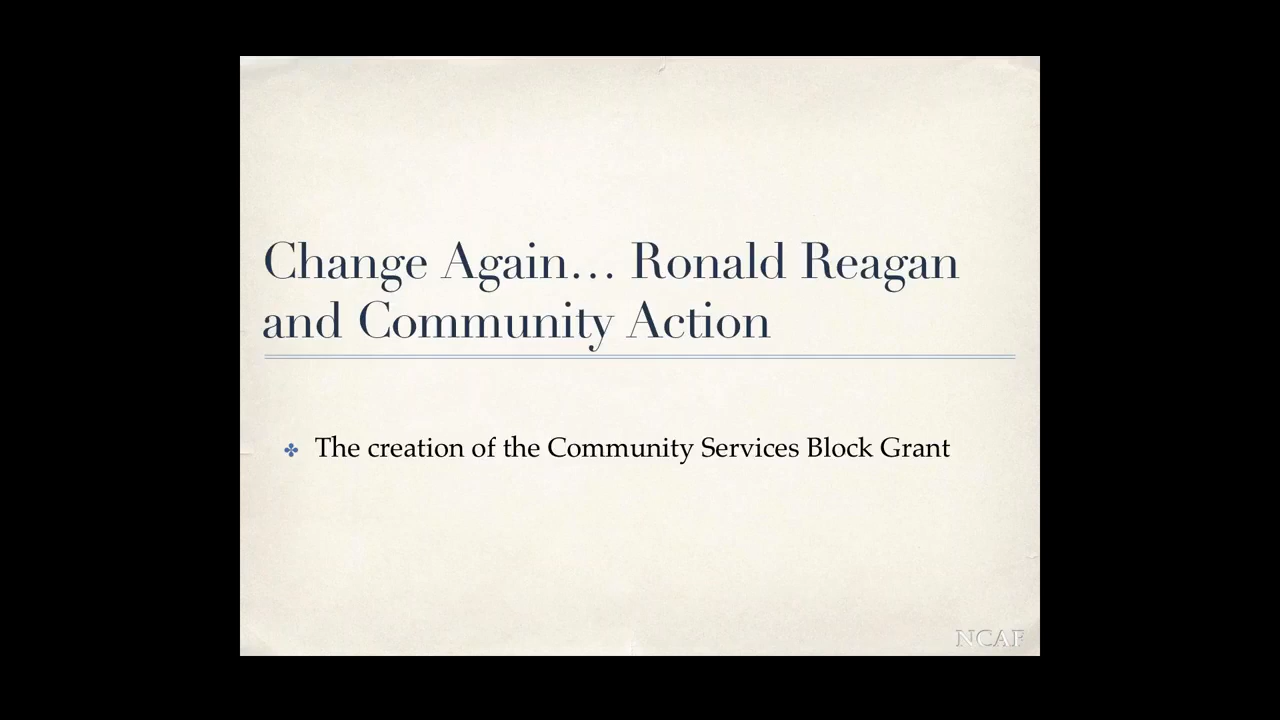 Change Again... Ronald Reagan
and Community Action
The creation of the Community Services Block Grant
NCAF